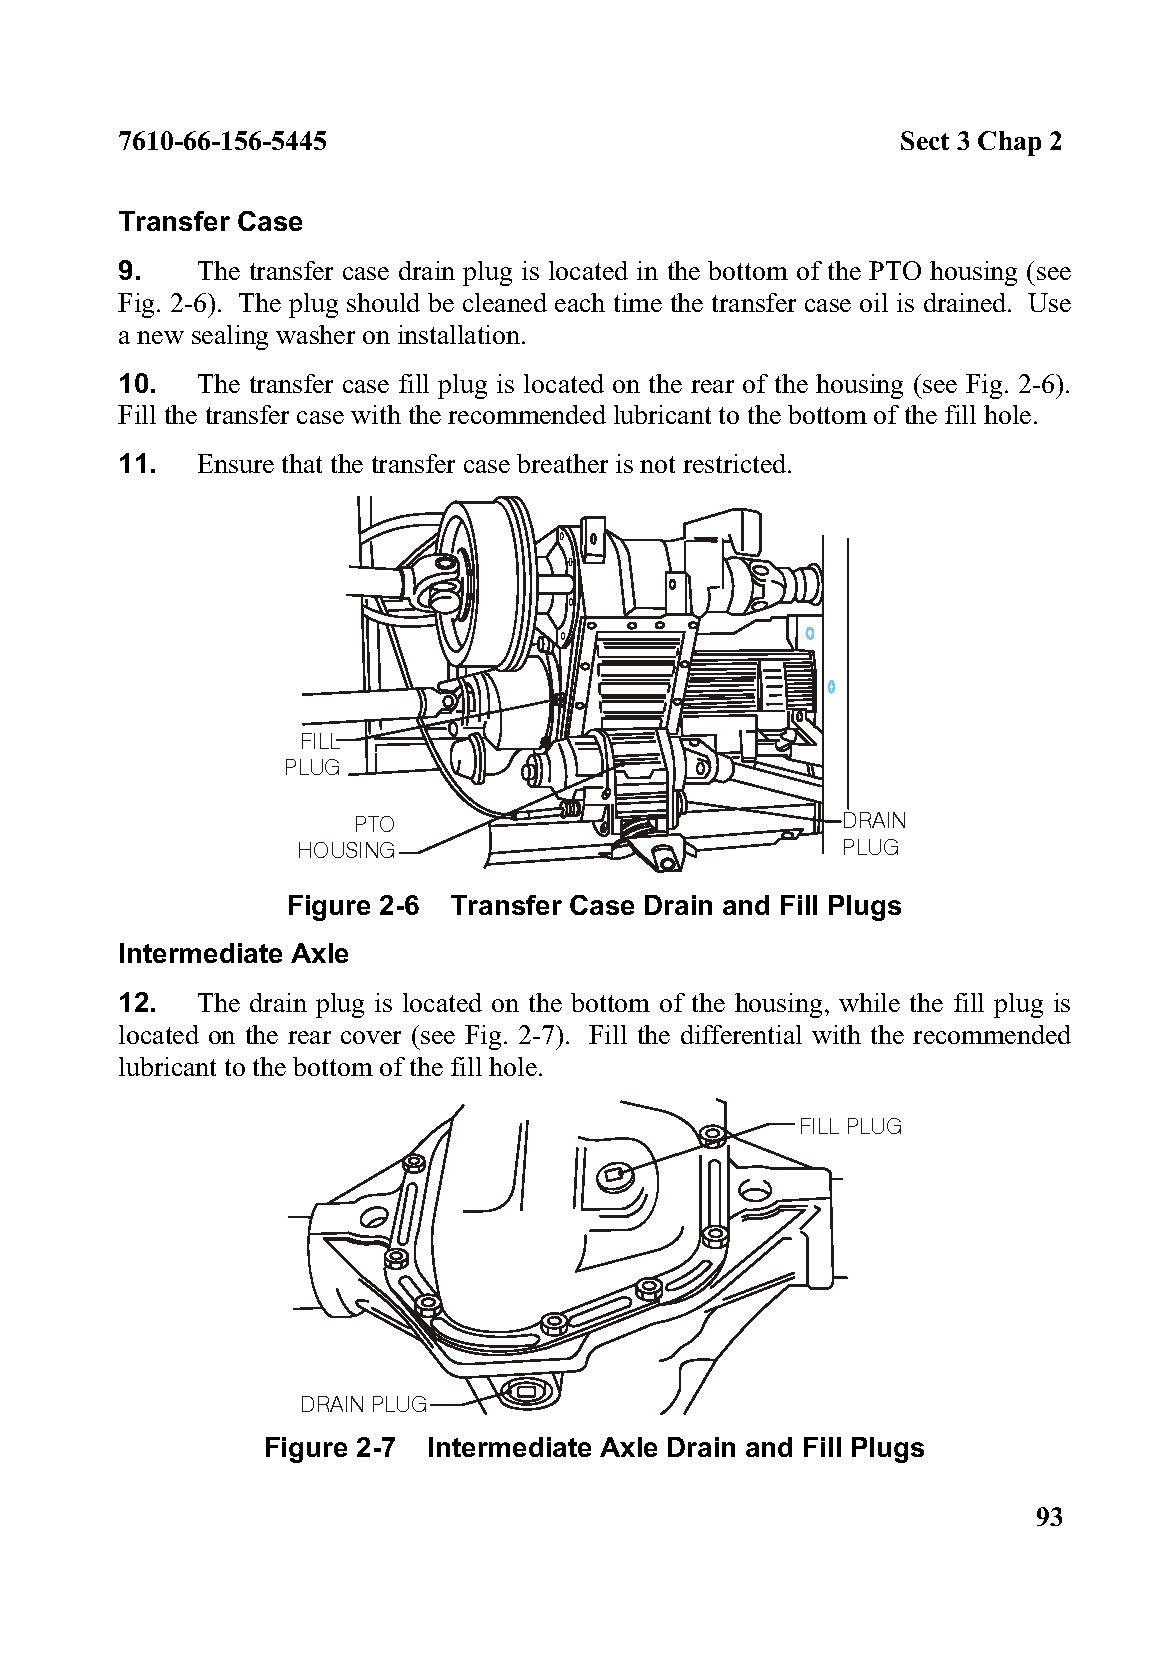 7610-66-156-5445 Sect 3 Chap 2
Transfer Case
9. The transfer case drain plug is located in the bottom of the PTO housing (see
Fig. 2-6). The plug should be cleaned each time the transfer case oil is drained. Use
a new sealing washer on installation.
10. The transfer case fill plug is located on the rear of the housing (see Fig. 2-6).
Fill the transfer case with the recommended lubricant to the bottom of the fill hole.
11. Ensure that the transfer case breather is not restricted.
FILL
PLUG
PTO
HOUSING
DRAIN
PLUG
Figure 2-6 Transfer Case Drain and Fill Plugs
Intermediate Axle
12. The drain plug is located on the bottom of the housing, while the fill plug is
located on the rear cover (see Fig. 2-7). Fill the differential with the recommended
lubricant to the bottom of the fill hole.
FILL PLUG
DRAIN PLUG
Figure 2-7 Intermediate Axle Drain and Fill Plugs
93